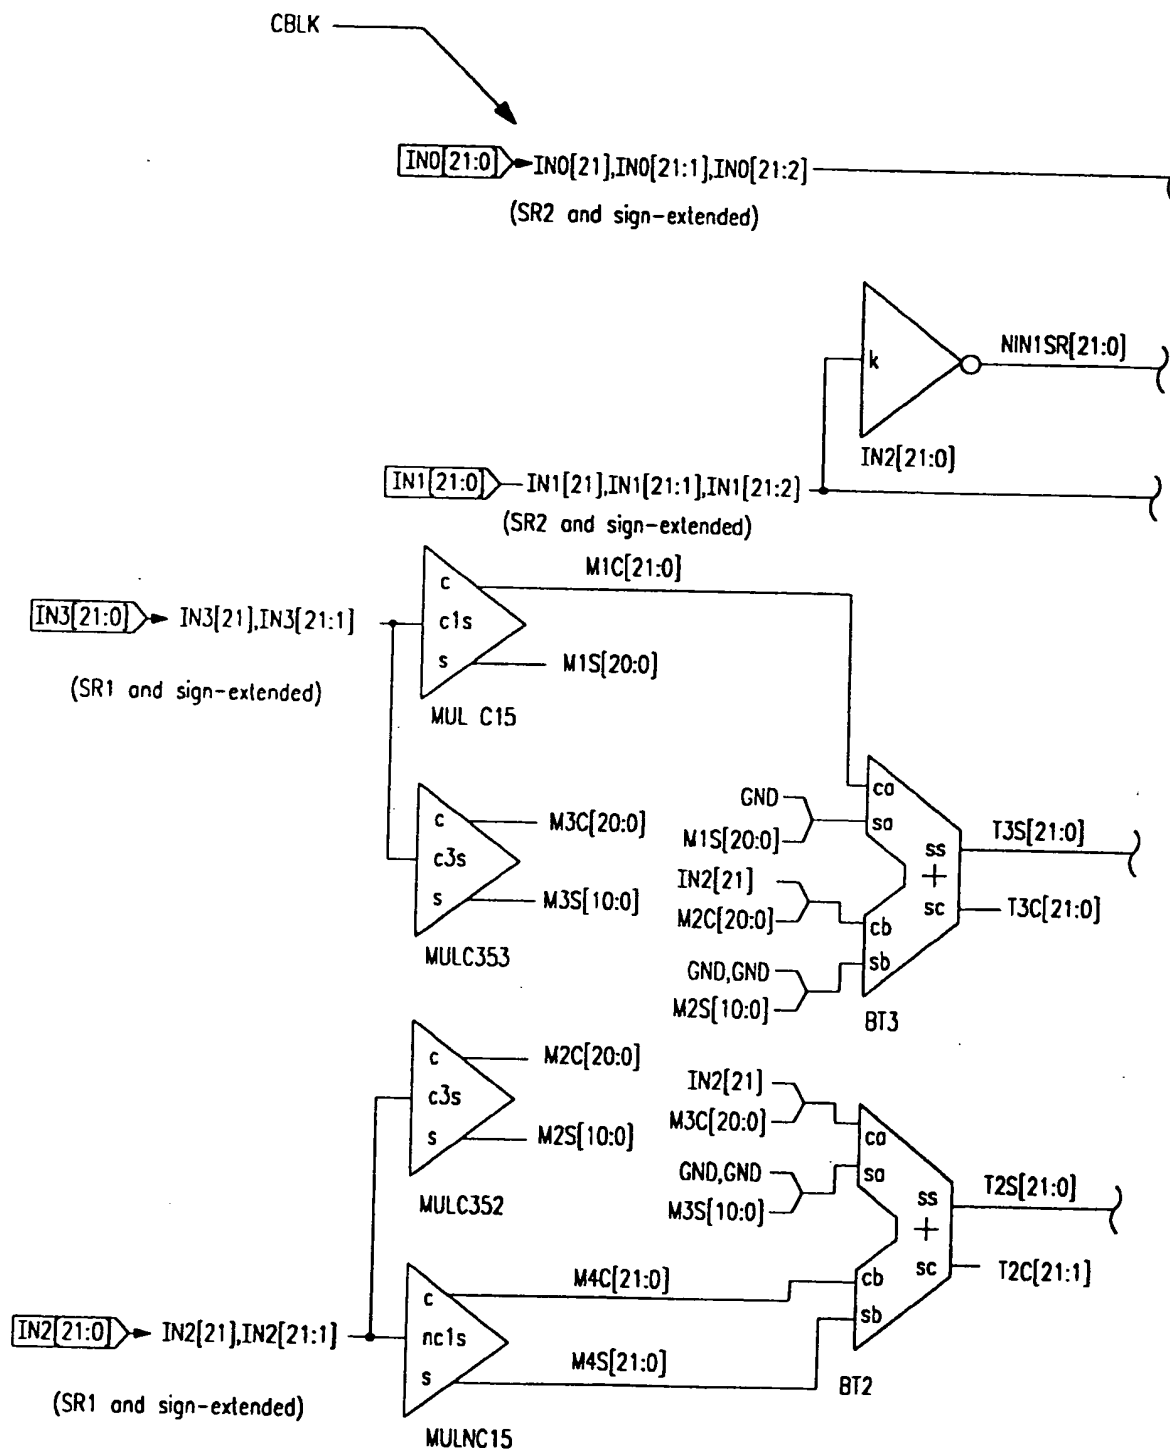 CBLK
IN0[21:0] IN0[21],IN0[21:1],IN0[21:2]
(SR2 and sign-extended)
k
NIN1SR[21:0]
IN2[21:0]
IN1[21:0] IN1[21],IN1[21:1],IN1[21:2]
(SR2 and sign-extended)
IN3[21:0] IN3[21],IN3[21:1]
(SR1 and sign-extended)
c
c1s
s
M1C[21:0]
M1S[20:0]
MUL C15
c
c3s
s
M3C[20:0]
M3S[10:0]
MULC353
GND
M1S[20:0]
IN2[21]
M2C[20:0]
GND,GND
M2S[10:0]
ca
sa
cb
sb
ss
+
sc
T3S[21:0]
T3C[21:0]
BT3
c
c3s
s
M2C[20:0]
M2S[10:0]
MULC352
IN2[21]
M3C[20:0]
GND,GND
M3S[10:0]
ca
sa
cb
sb
ss
+
sc
T2S[21:0]
T2C[21:1]
BT2
IN2[21:0] IN2[21],IN2[21:1]
(SR1 and sign-extended)
c
nc1s
s
M4C[21:0]
M4S[21:0]
MULNC15